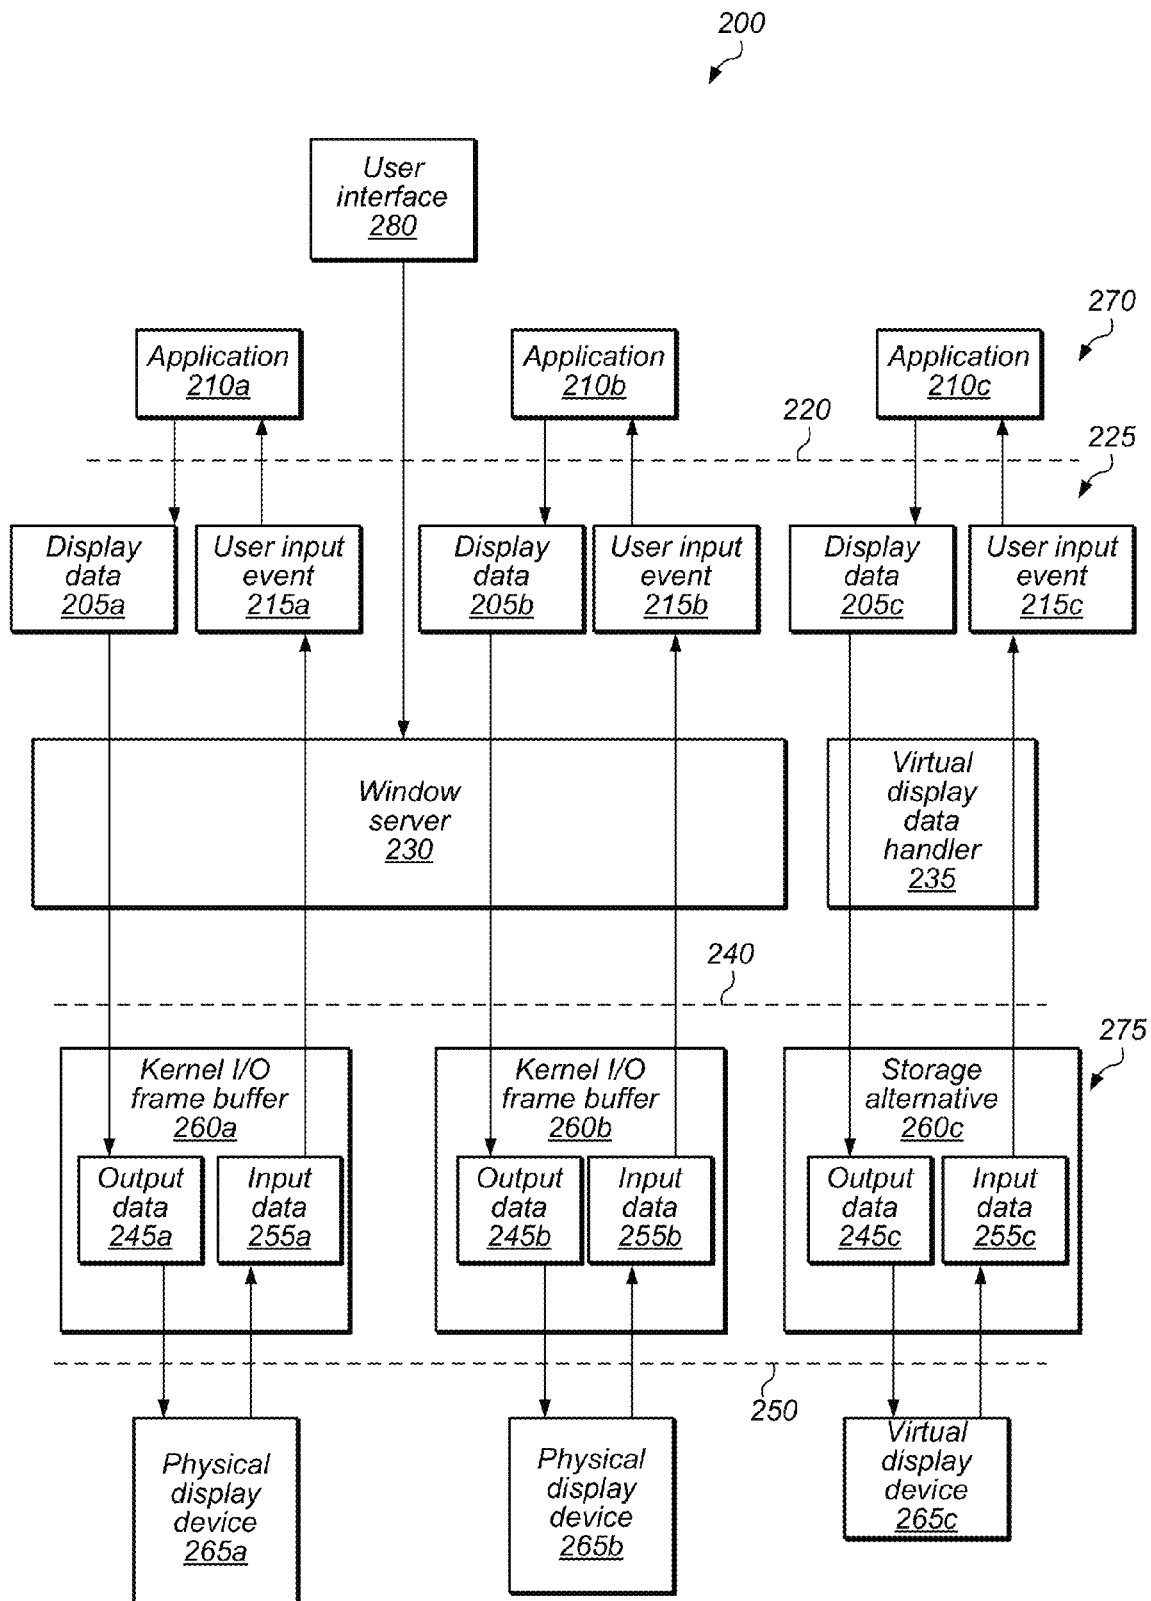 200
User
interface
280
270
Application
210a
Application
210b
Application
210c
220
225
Display
data
205a
User input
event
215a
Display
data
205b
User input
event
215b
Display
data
205c
User input
event
215c
Window
server
230
Virtual
display
data
handler
235
240
275
Kernel I/O
frame buffer
260a
Output
data
245a
Input
data
255a
Kernel I/O
frame buffer
260b
Output
data
245b
Input
data
255b
Storage
alternative
260c
Output
data
245c
Input
data
255c
250
Physical
display
device
265a
Physical
display
device
265b
Virtual
display
device
265c